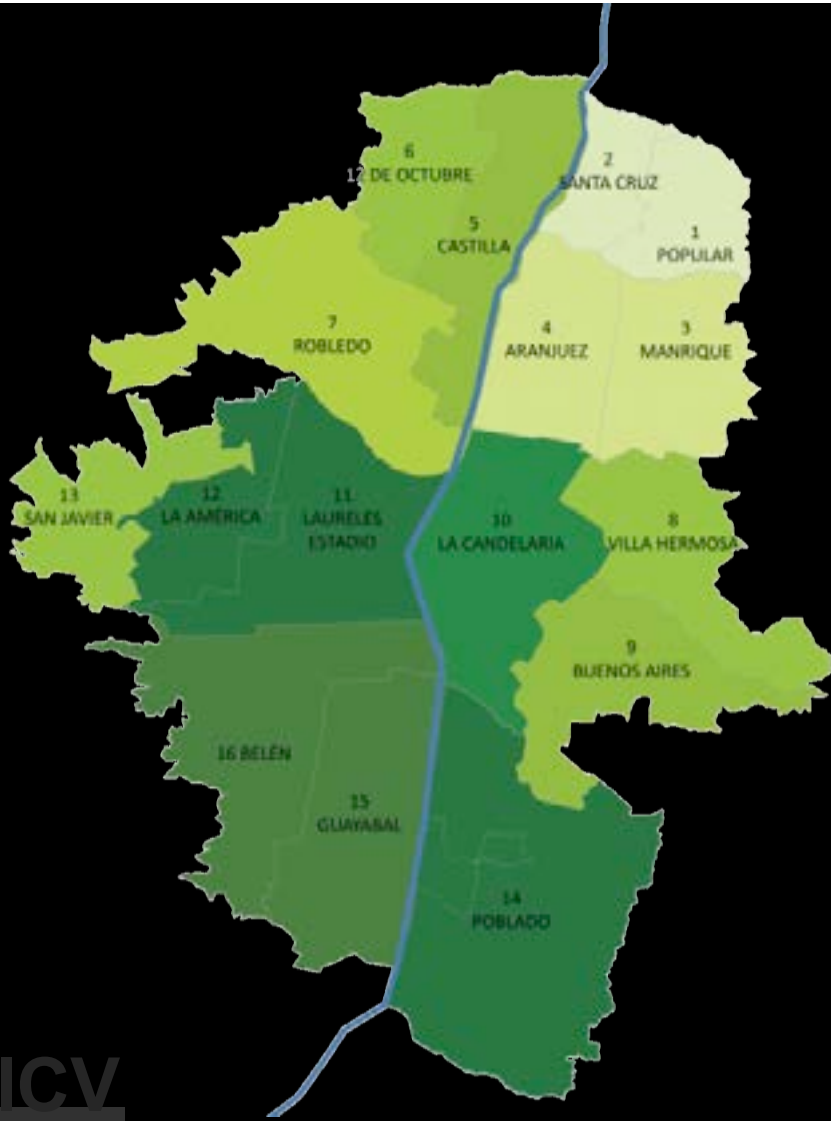 6
12 DE OCTUBRE
2
SANTA CRUZ
5
CASTILLA
1
POPULAR
7
ROBLEDO
4
ARANJUEZ
3
MANRIQUE
13
SAN JAVIER
12
LA AMÉRICA
11
LAURELES
ESTADIO
10
LA CANDELARIA
8
VILLA HERMOSA
9
BUENOS AIRES
16 BELÉN
15
GUAYABAL
14
POBLADO
ICV